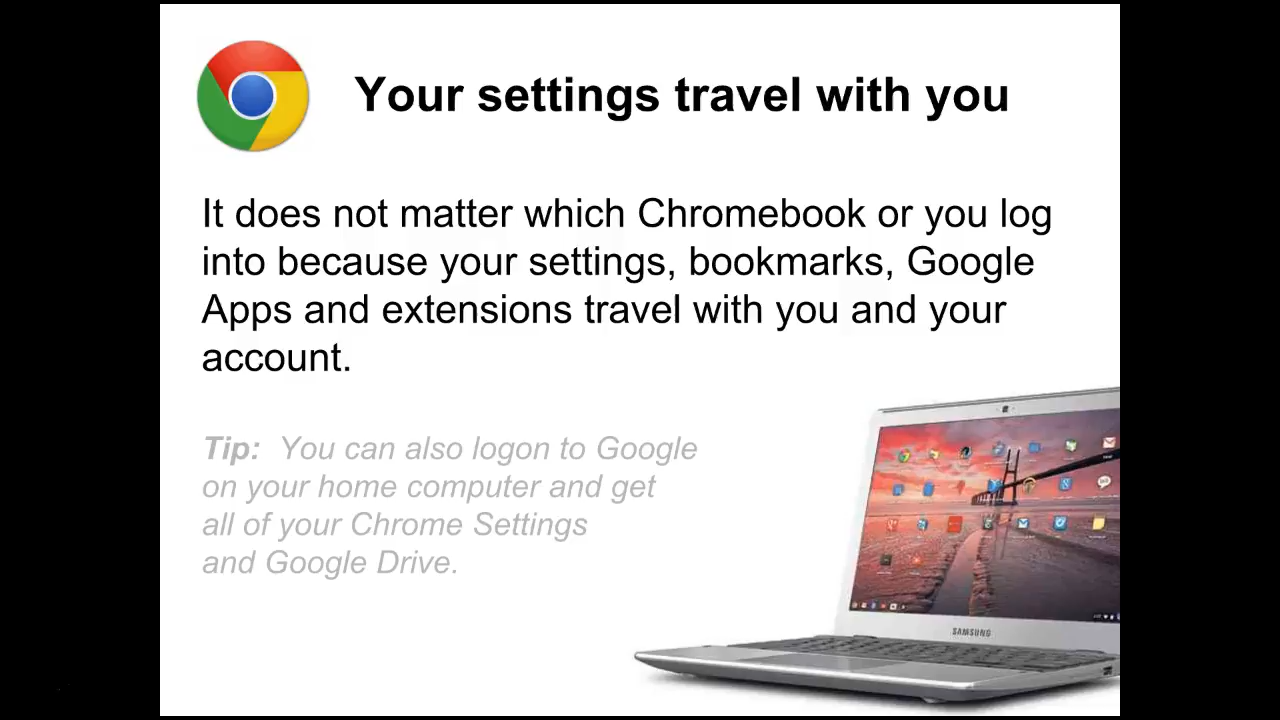 Your settings travel with you
It does not matter which Chromebook or you log
into because your settings, bookmarks, Google
Apps and extensions travel with you and your
account.
Tip: You can also logon to Google
on your home computer and get
all of your Chrome Settings
and Google Drive.
SAMSUNG